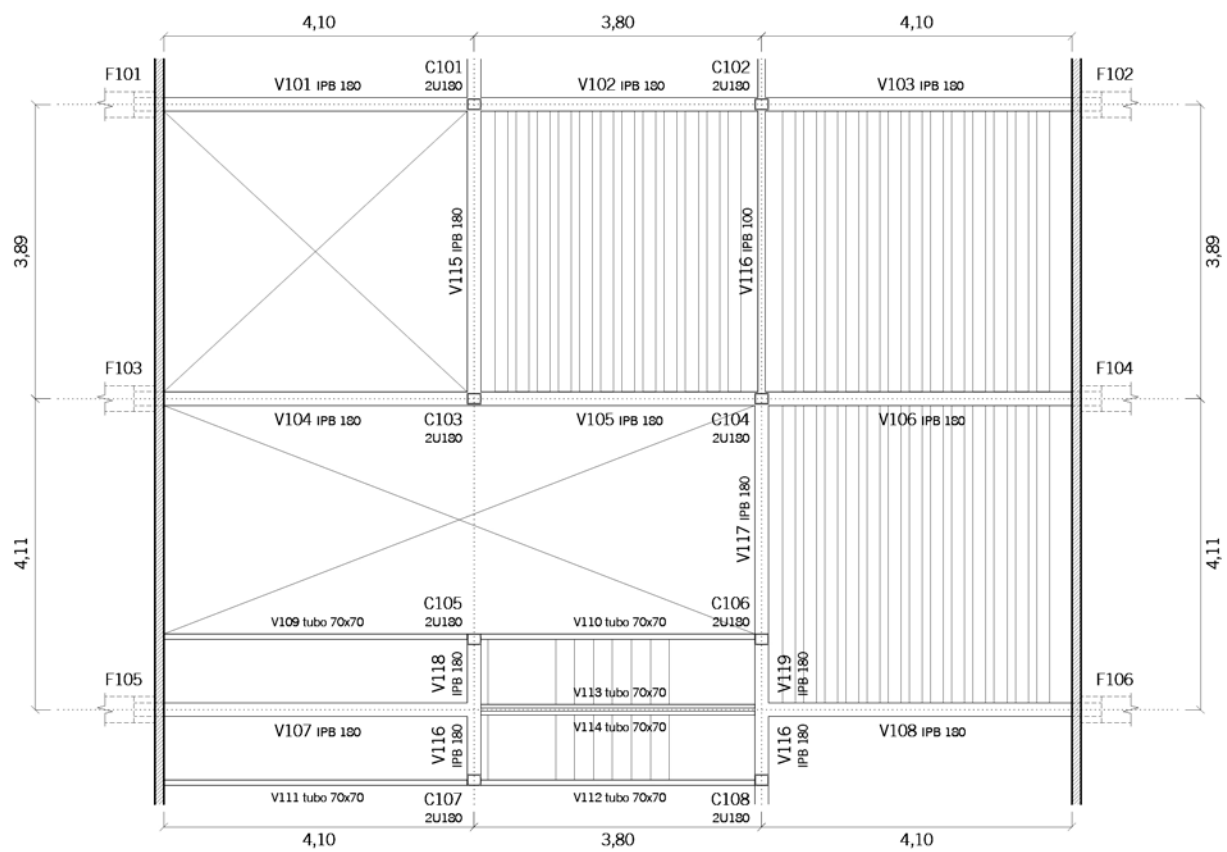 4,10
3,80
4,10
F101
V101 IPB 180
C101
2U180
V102 IPB 180
C102
2U180
V103 IPB 180
F102
3,89
V115 IPB 180
V116 IPB 100
3,89
F103
V104 IPB 180
C103
2U180
V105 IPB 180
C104
2U180
V106 IPB 180
F104
4,11
V117 IPB 180
4,11
V109 tubo 70x70
C105
2U180
V110 tubo 70x70
C106
2U180
F105
V118
IPB 180
V113 tubo 70x70
V119
IPB 180
F106
V107 IPB 180
V116
IPB 180
V114 tubo 70x70
V116
IPB 180
V108 IPB 180
V111 tubo 70x70
C107
2U180
V112 tubo 70x70
C108
2U180
4,10
3,80
4,10